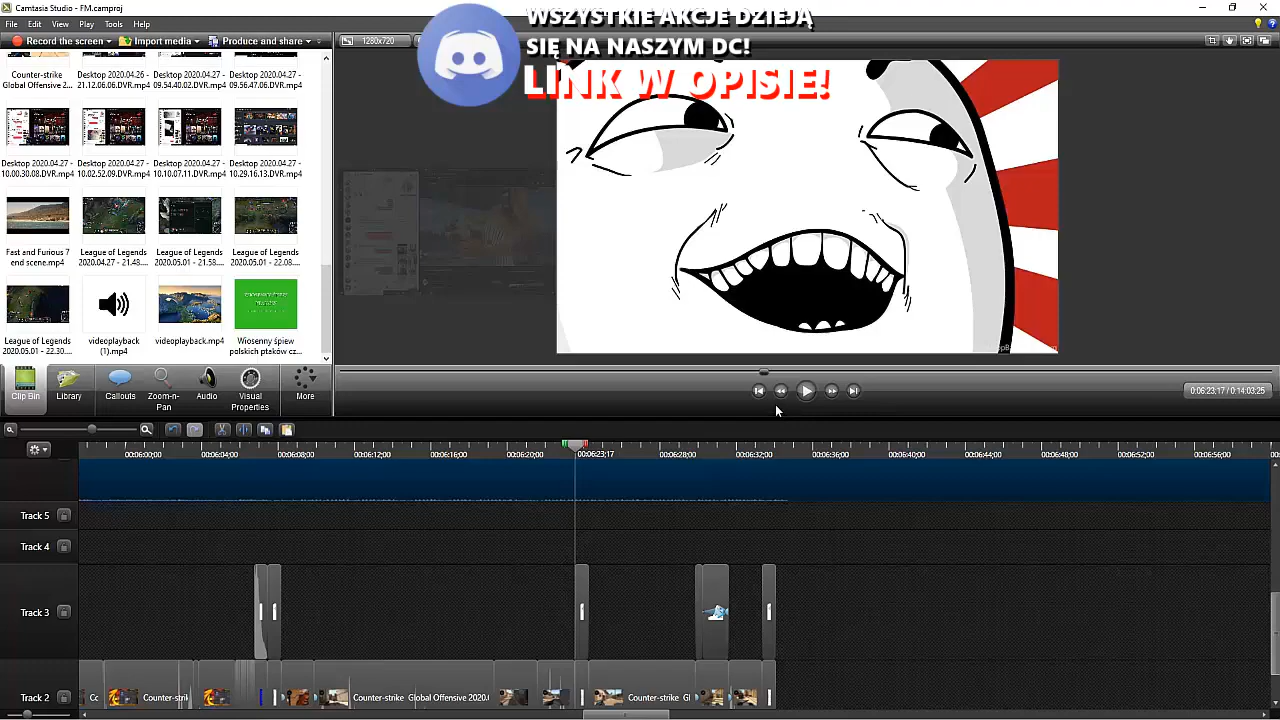 Camtasia Studio - FM.camproj
File Edit View Play Tools Help
Record the screen Import media Produce and share
1280x720
WSZYSTKIE AKCJE DZIEJĄ
SIĘ NA NASZYM DC!
LINK W OPISIE!
Counter-strike Global Offensive 2...
Desktop 2020.04.26 - 21.12.06.06.DVR.mp4
Desktop 2020.04.27 - 09.54.40.02.DVR.mp4
Desktop 2020.04.27 - 09.56.47.06.DVR.mp4
Desktop 2020.04.27 - 10.00.30.08.DVR.mp4
Desktop 2020.04.27 - 10.02.52.09.DVR.mp4
Desktop 2020.04.27 - 10.10.07.11.DVR.mp4
Desktop 2020.04.27 - 10.29.16.13.DVR.mp4
Fast and Furious 7 end scene.mp4
League of Legends 2020.04.27 - 21.48....
League of Legends 2020.05.01 - 21.58....
League of Legends 2020.05.01 - 22.08....
League of Legends 2020.05.01 - 22.30....
videoplayback (1).mp4
videoplayback.mp4
Wiosenny śpiew polskich ptaków cz...
Clip Bin
Library
Callouts
Zoom-n-Pan
Audio
Visual Properties
More
0:06:23;17 / 0:14:03;25
00:06:00;00 00:06:04;00 00:06:08;00 00:06:12;00 00:06:16;00 00:06:20;00 00:06:23;17 00:06:28;00 00:06:32;00 00:06:36;00 00:06:40;00 00:06:44;00 00:06:48;00 00:06:52;00 00:06:56;00 00:
Track 5
Track 4
Track 3
Track 2
Cc Counter-strik Counter-strike Global Offensive 2020.( Counter-strike Gl